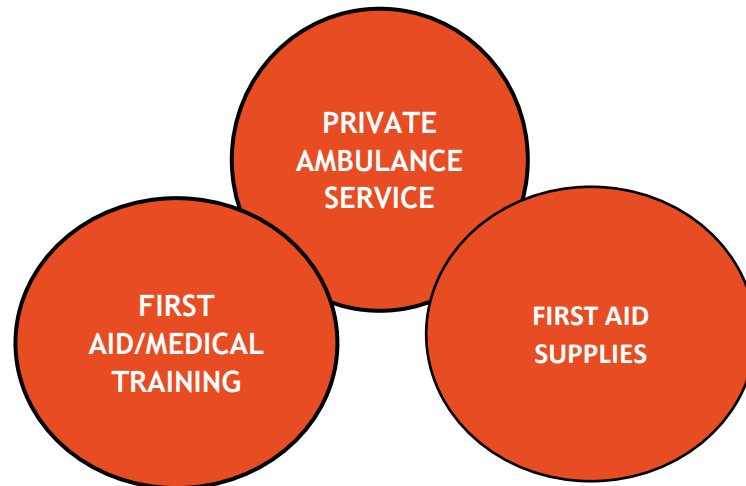 PRIVATE
AMBULANCE
SERVICE
FIRST
AID/MEDICAL
TRAINING
FIRST AID
SUPPLIES